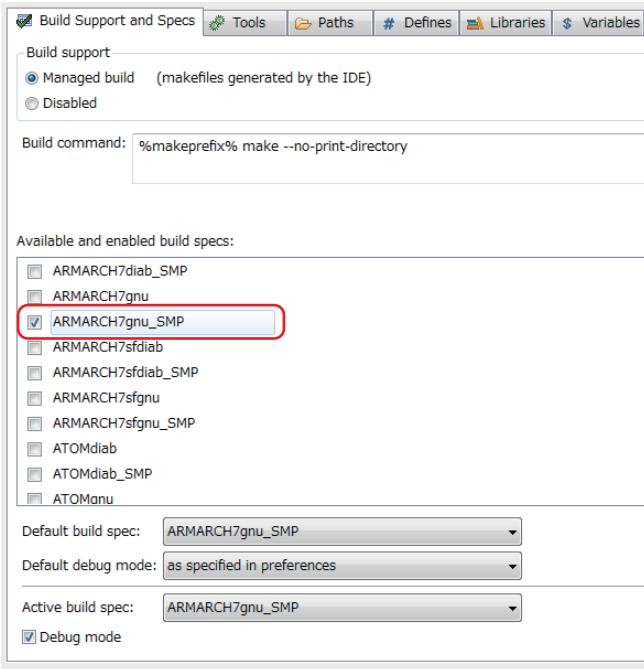 Build Support and Specs Tools Paths # Defines Libraries $ Variables
Build support
Managed build (makefiles generated by the IDE)
Disabled
Build command: %makeprefix% make --no-print-directory
Available and enabled build specs:
ARMARCH7diab_SMP
ARMARCH7gnu
ARMARCH7gnu_SMP
ARMARCH7sfdiab
ARMARCH7sfdiab_SMP
ARMARCH7sfgnu
ARMARCH7sfgnu_SMP
ATOMdiab
ATOMdiab_SMP
ATOMgnu
Default build spec: ARMARCH7gnu_SMP
Default debug mode: as specified in preferences
Active build spec: ARMARCH7gnu_SMP
Debug mode